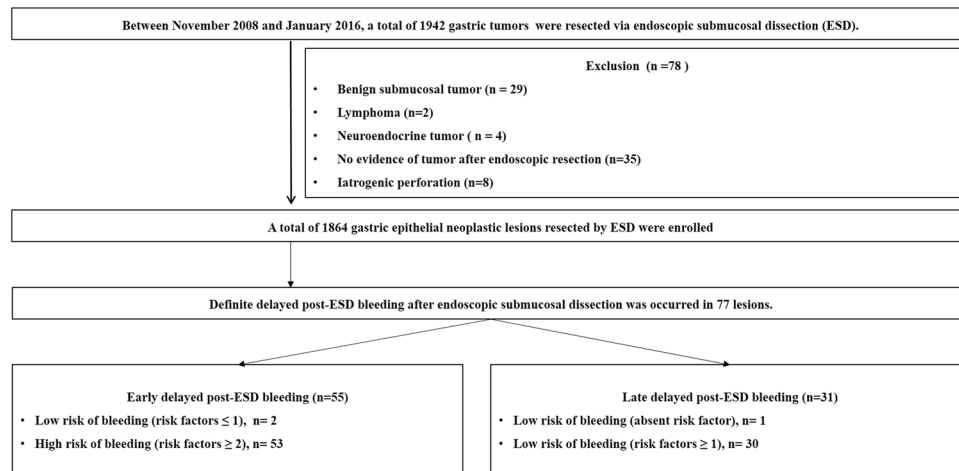 Between November 2008 and January 2016, a total of 1942 gastric tumors were resected via endoscopic submucosal dissection (ESD).
Exclusion (n =78 )
• Benign submucosal tumor (n = 29)
• Lymphoma (n=2)
• Neuroendocrine tumor ( n = 4)
• No evidence of tumor after endoscopic resection (n=35)
• Iatrogenic perforation (n=8)
A total of 1864 gastric epithelial neoplastic lesions resected by ESD were enrolled
Definite delayed post-ESD bleeding after endoscopic submucosal dissection was occurred in 77 lesions.
Early delayed post-ESD bleeding (n=55)
• Low risk of bleeding (risk factors ≤ 1), n= 2
• High risk of bleeding (risk factors ≥ 2), n= 53
Late delayed post-ESD bleeding (n=31)
• Low risk of bleeding (absent risk factor), n= 1
• Low risk of bleeding (risk factors ≥ 1), n= 30